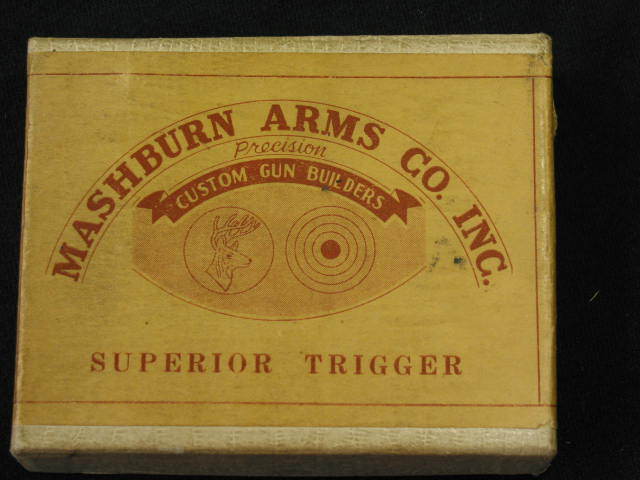 MASHBURN ARMS CO. INC.
Precision
CUSTOM GUN BUILDERS
SUPERIOR TRIGGER